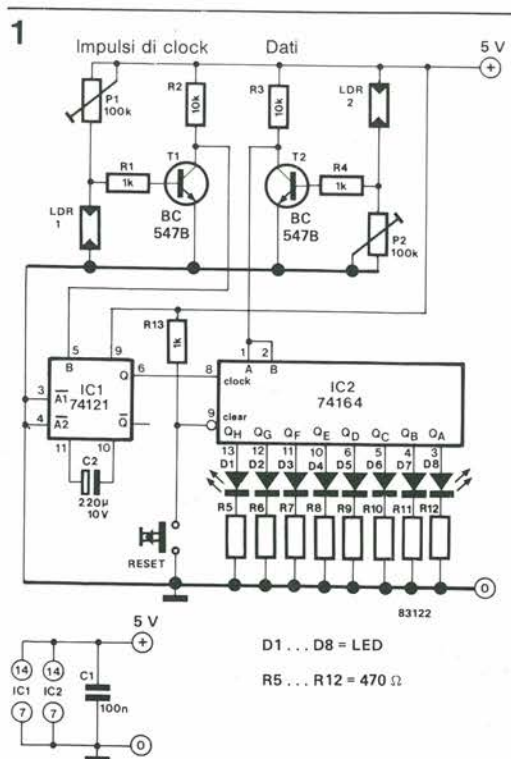 1
Impulsi di clock
Dati
5 V
+
P1
100k
R2
10k
R3
10k
LDR
2
R1
1k
T1
T2
R4
1k
LDR
1
BC
547B
BC
547B
P2
100k
R13
1k
5
9
B
Q
6
8
1
2
A
B
3
A1
IC1
74121
clock
IC2
74164
4
A2
Q
9
clear
11
10
QH
QG
QF
QE
QD
QC
QB
QA
13
12
11
10
6
5
4
3
C2
D1
D2
D3
D4
D5
D6
D7
D8
220µ
10V
R5
R6
R7
R8
R9
R10
R11
R12
RESET
0
83122
5 V
+
14
14
IC1
IC2
C1
100n
7
7
0
D1 . . . D8 = LED
R5 . . . R12 = 470 Ω